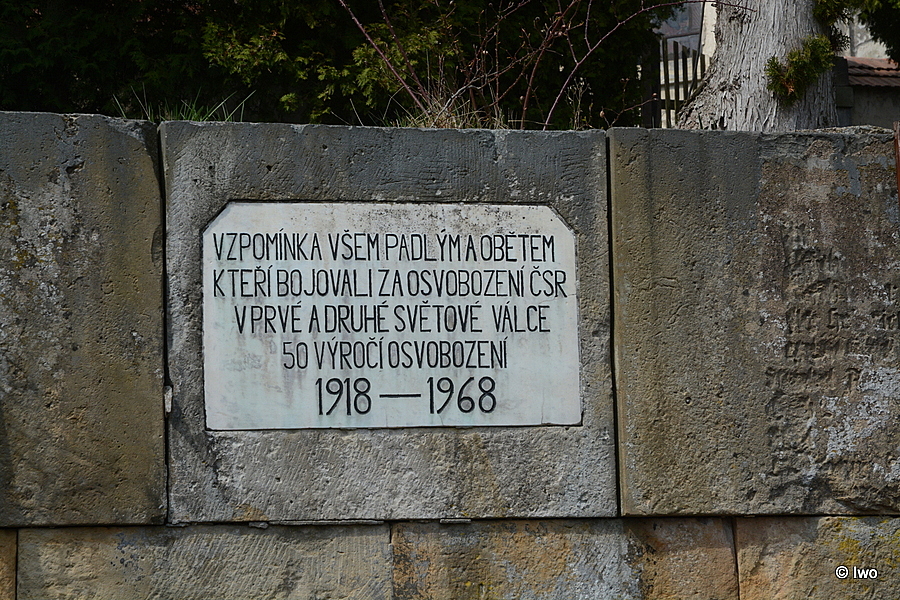 VZPOMÍNKA VŠEM PADLÝM A OBĚTEM
KTEŘÍ BOJOVALI ZA OSVOBOZENÍ ČSR
V PRVÉ A DRUHÉ SVĚTOVÉ VÁLCE
50 VÝROČÍ OSVOBOZENÍ
1918 — 1968
© Iwo